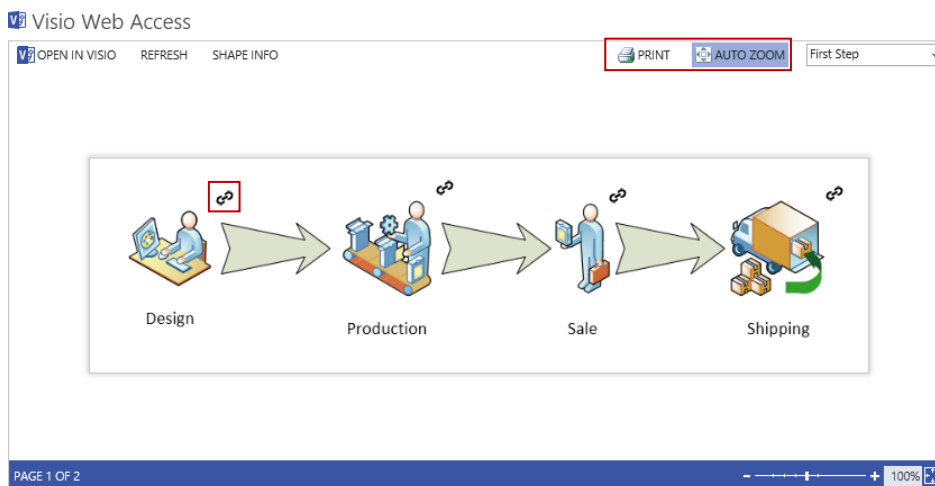 Visio Web Access
OPEN IN VISIO REFRESH SHAPE INFO PRINT AUTO ZOOM First Step
Design
Production Sale Shipping
PAGE 1 OF 2 100%